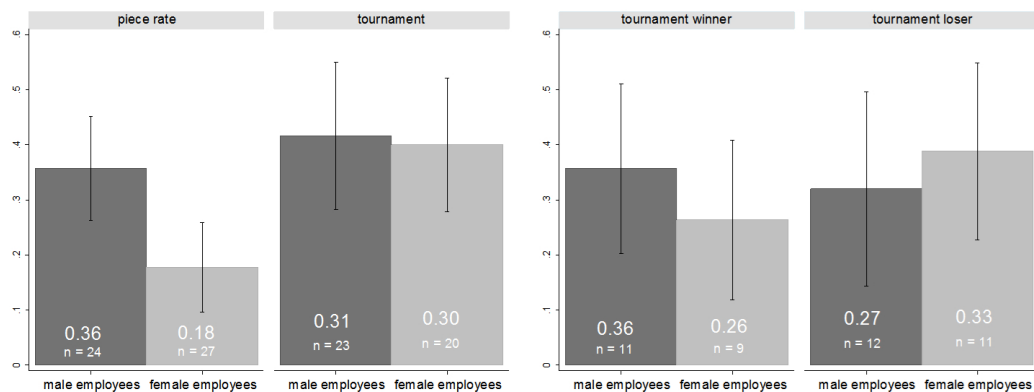 piece rate
tournament
tournament winner
tournament loser
.6
.5
.4
.3
.2
.1
0
0.36
n = 24
0.18
n = 27
0.31
n = 23
0.30
n = 20
male employees
female employees
male employees
female employees
.6
.5
.4
.3
.2
.1
0
0.36
n = 11
0.26
n = 9
0.27
n = 12
0.33
n = 11
male employees
female employees
male employees
female employees